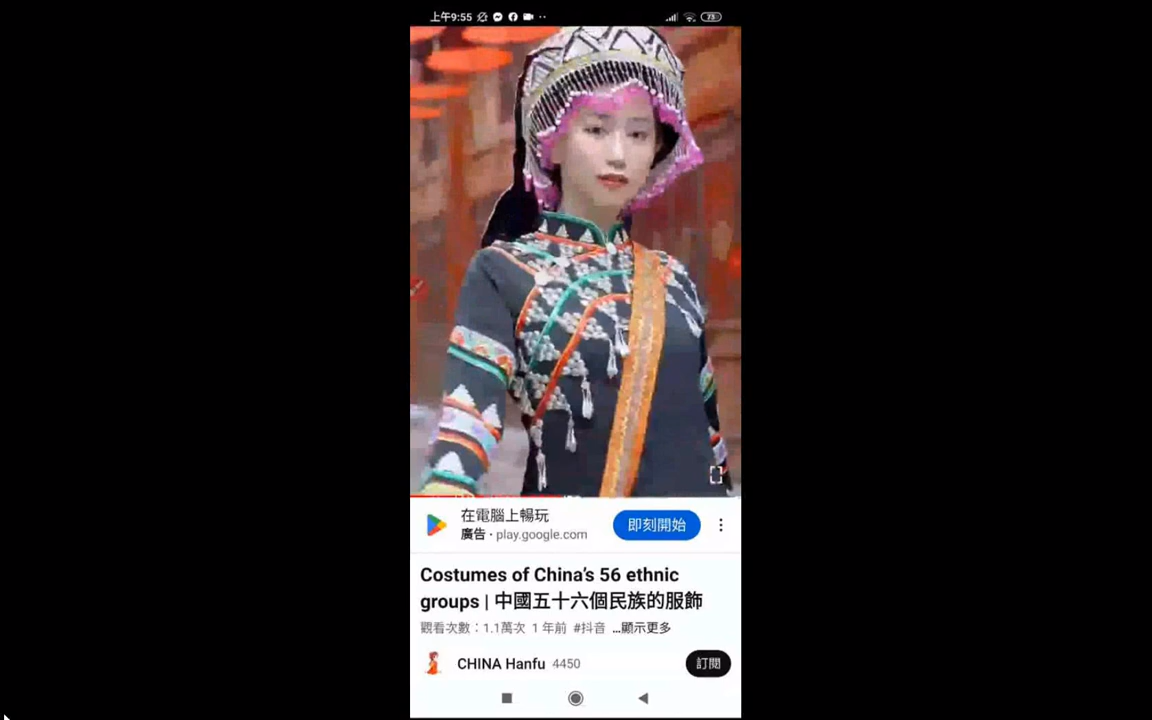 上午9:55
73
在電腦上暢玩
廣告 · play.google.com
即刻開始
Costumes of China's 56 ethnic
groups | 中國五十六個民族的服飾
觀看次數：1.1萬次 1 年前 #抖音 ...顯示更多
CHINA Hanfu 4450
訂閱